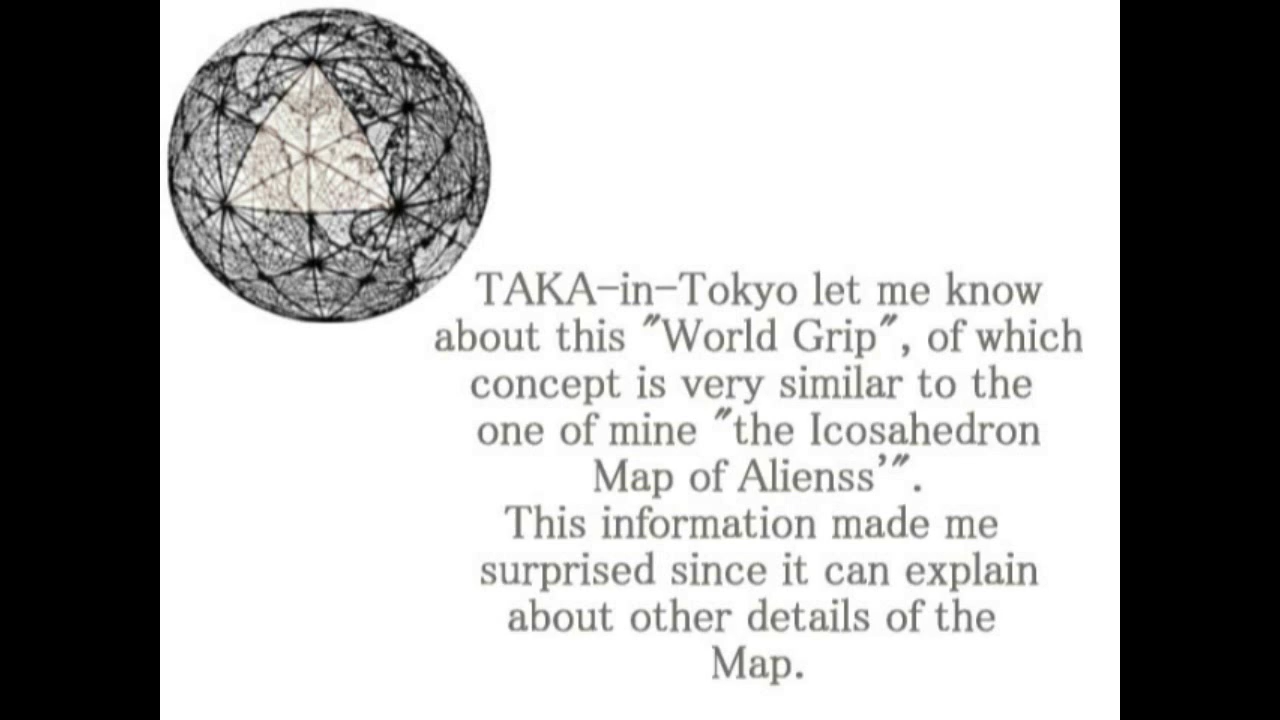 TAKA-in-Tokyo let me know
about this "World Grip", of which
concept is very similar to the
one of mine "the Icosahedron
Map of Alienss'".
This information made me
surprised since it can explain
about other details of the
Map.